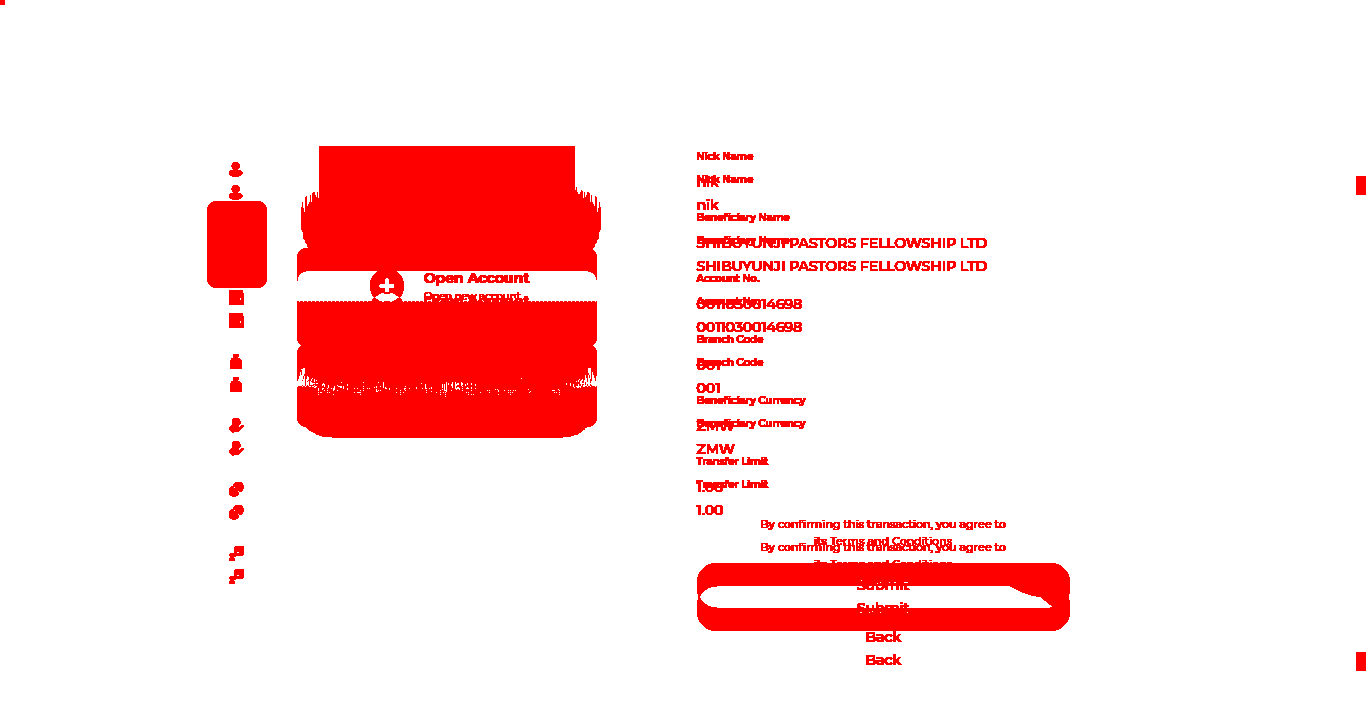 Open Account
Open new account
Nick Name
Nick Name
nik
nik
Beneficiary Name
Beneficiary Name
SHIBUYUNJI PASTORS FELLOWSHIP LTD
SHIBUYUNJI PASTORS FELLOWSHIP LTD
Account No.
Account No.
0011030014698
0011030014698
Branch Code
Branch Code
001
001
Beneficiary Currency
Beneficiary Currency
ZMW
ZMW
Transfer Limit
Transfer Limit
1.00
1.00
By confirming this transaction, you agree to
its Terms and Conditions
By confirming this transaction, you agree to
its Terms and Conditions
Submit
Submit
Back
Back